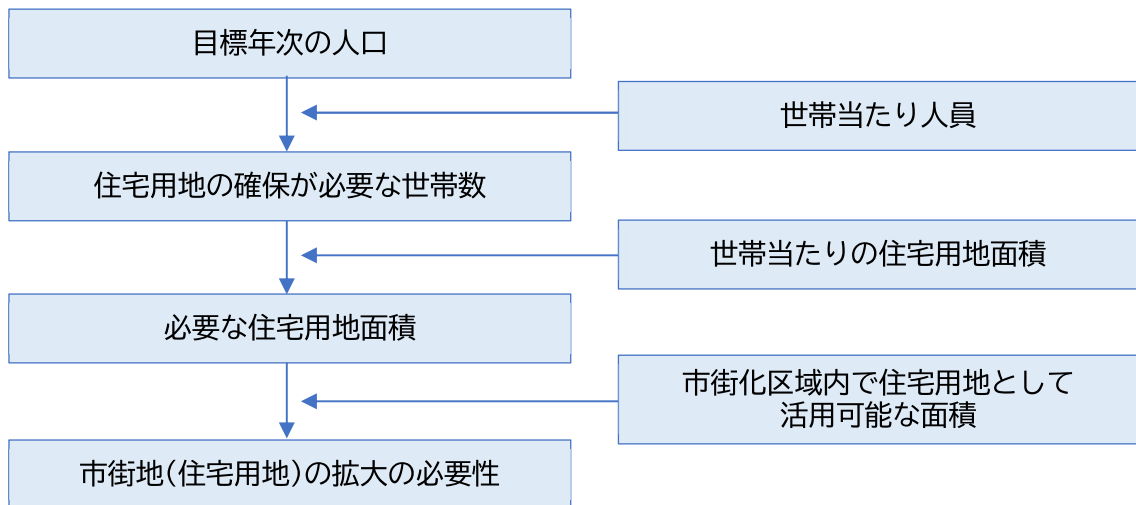 目標年次の人口
世帯当たり人員
住宅用地の確保が必要な世帯数
世帯当たりの住宅用地面積
必要な住宅用地面積
市街化区域内で住宅用地として
活用可能な面積
市街地(住宅用地)の拡大の必要性